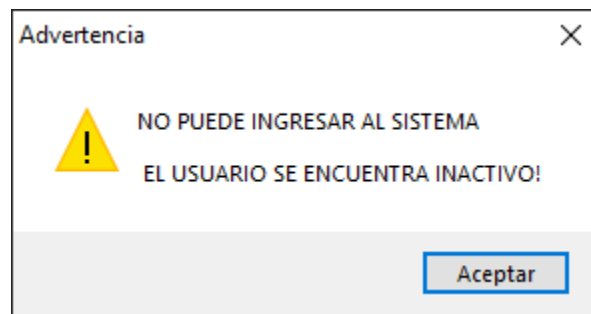 Advertencia
NO PUEDE INGRESAR AL SISTEMA
EL USUARIO SE ENCUENTRA INACTIVO!
Aceptar